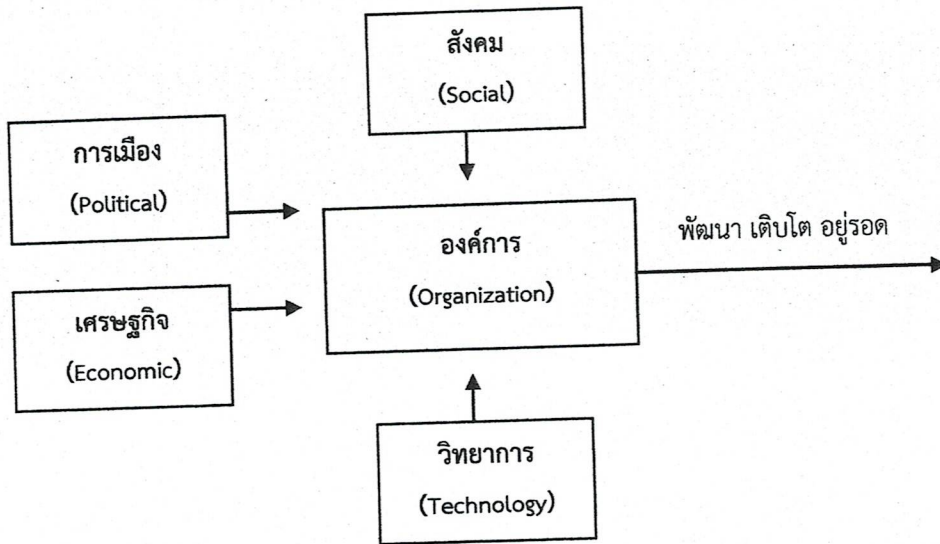 สังคม
(Social)
การเมือง
(Political)
องค์การ
(Organization)
พัฒนา เติบโต อยู่รอด
เศรษฐกิจ
(Economic)
วิทยาการ
(Technology)